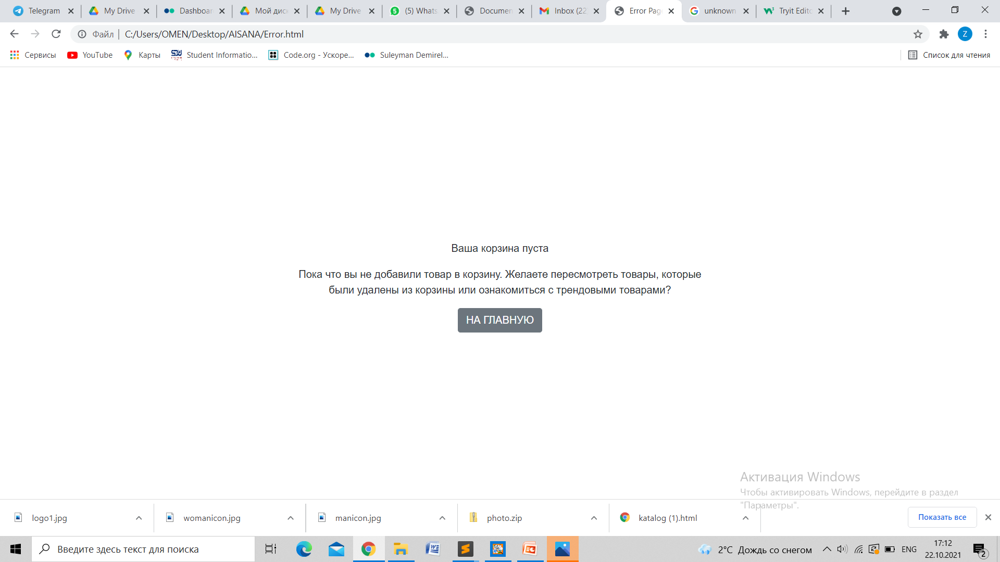 Telegram
My Drive
Dashboar
Мой дис
My Drive
(5) Whats
Documen
Inbox (22
Error Pag
unknown
Tryit Edito
Файл
C:/Users/OMEN/Desktop/AISANA/Error.html
Z
Сервисы
YouTube
Карты
Student Informatio...
Code.org - Ускоре...
Suleyman Demirel...
Список для чтения
Ваша корзина пуста
Пока что вы не добавили товар в корзину. Желаете пересмотреть товары, которые
были удалены из корзины или ознакомиться с трендовыми товарами?
НА ГЛАВНУЮ
Активация Windows
Чтобы активировать Windows, перейдите в раздел
"Параметры".
logo1.jpg
womanicon.jpg
manicon.jpg
photo.zip
katalog (1).html
Показать все
Введите здесь текст для поиска
2°C Дождь со снегом
ENG
17:12
22.10.2021
2